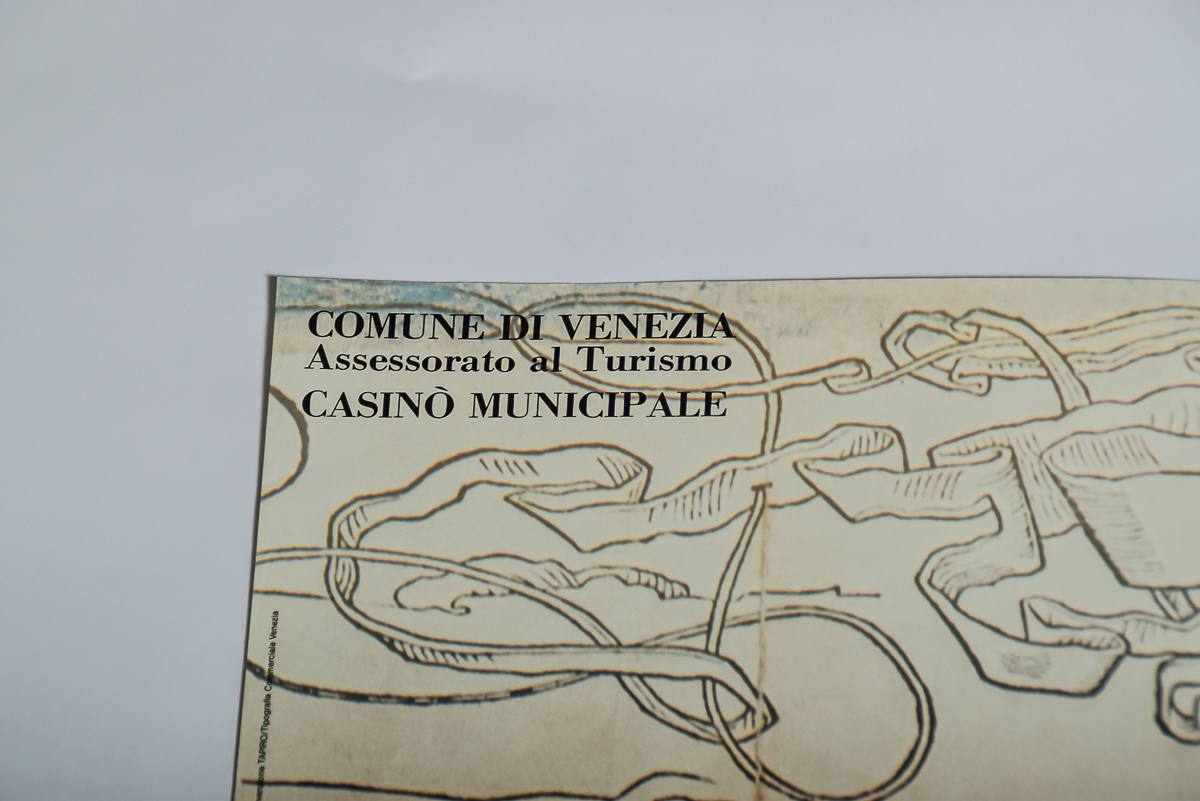 COMUNE DI VENEZIA
Assessorato al Turismo
CASINÒ MUNICIPALE
TAPIRO/Tipografia Commerciale Venezia